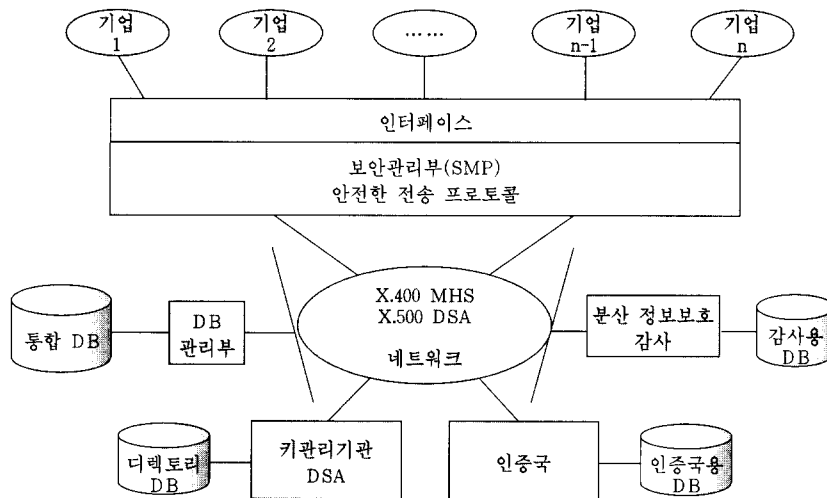 기업
1
기업
2
……
기업
n-1
기업
n
인터페이스
보안관리부(SMP)
안전한 전송 프로토콜
X.400 MHS
X.500 DSA
네트워크
통합 DB
DB
관리부
분산 정보보호
감사
감사용
DB
디렉토리
DB
키관리기관
DSA
인증국
인증국용
DB